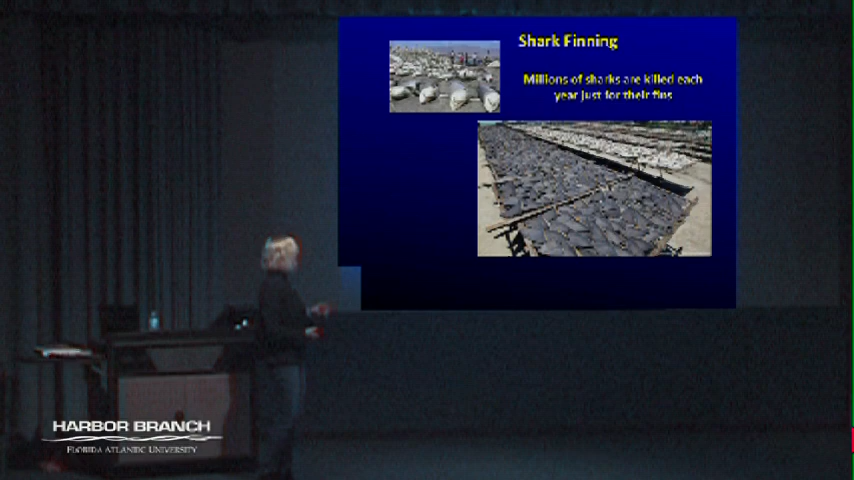 Shark Finning
Millions of sharks are killed each
year just for their fins
HARBOR BRANCH
FLORIDA ATLANTIC UNIVERSITY